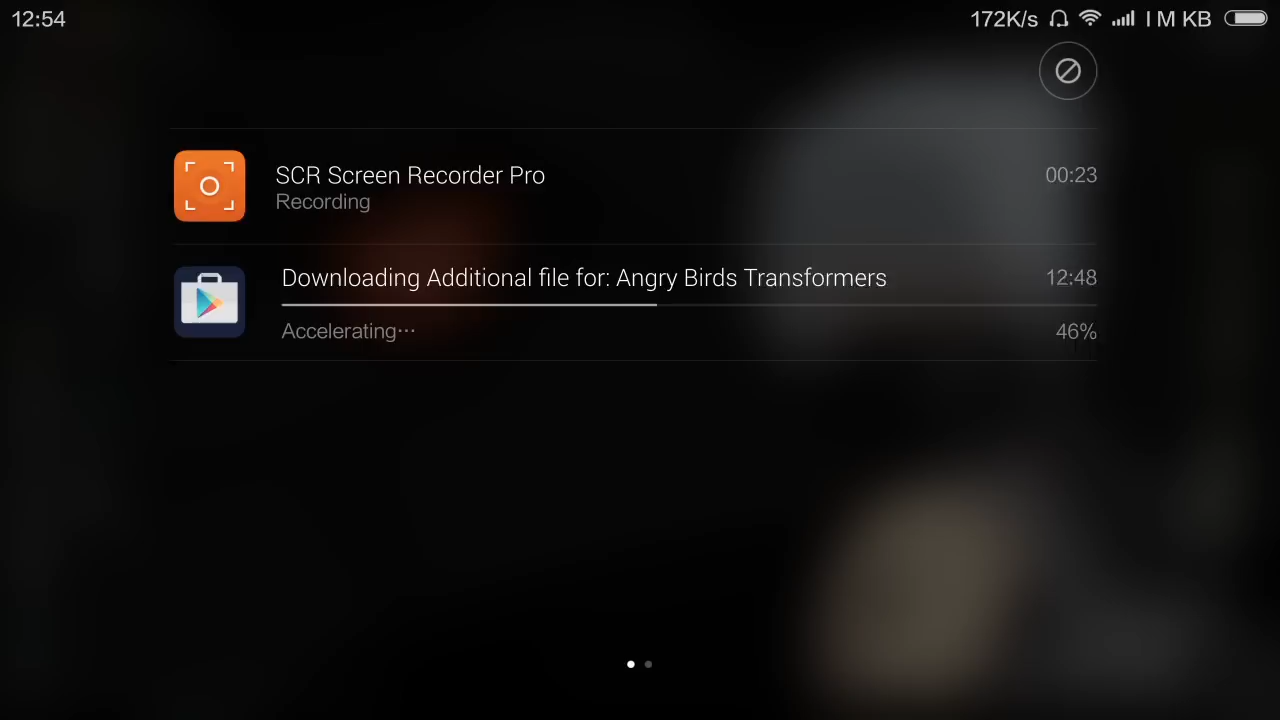 12:54
172K/s I M KB
SCR Screen Recorder Pro
00:23
Recording
Downloading Additional file for: Angry Birds Transformers
12:48
Accelerating···
46%